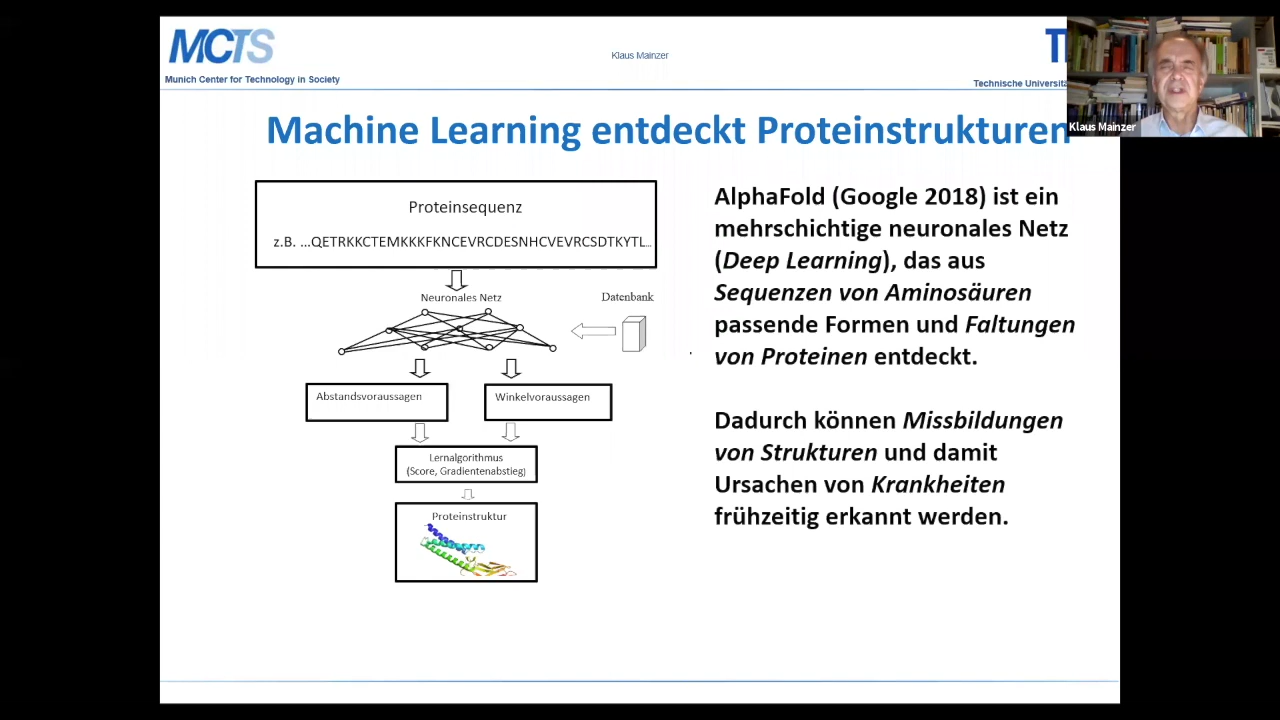 MCTS
Munich Center for Technology in Society
Klaus Mainzer
Technische Universitä
Klaus Mainzer
Machine Learning entdeckt Proteinstrukturen
Proteinsequenz
z.B. ...QETRKKCTEMKKKFKNCEVRCDESNHCVEVRCSDTKYTL...
Neuronales Netz
Datenbank
Abstandsvoraussagen
Winkelvoraussagen
Lernalgorithmus
(Score, Gradientenabstieg)
Proteinstruktur
AlphaFold (Google 2018) ist ein
mehrschichtige neuronales Netz
(Deep Learning), das aus
Sequenzen von Aminosäuren
passende Formen und Faltungen
von Proteinen entdeckt.
Dadurch können Missbildungen
von Strukturen und damit
Ursachen von Krankheiten
frühzeitig erkannt werden.